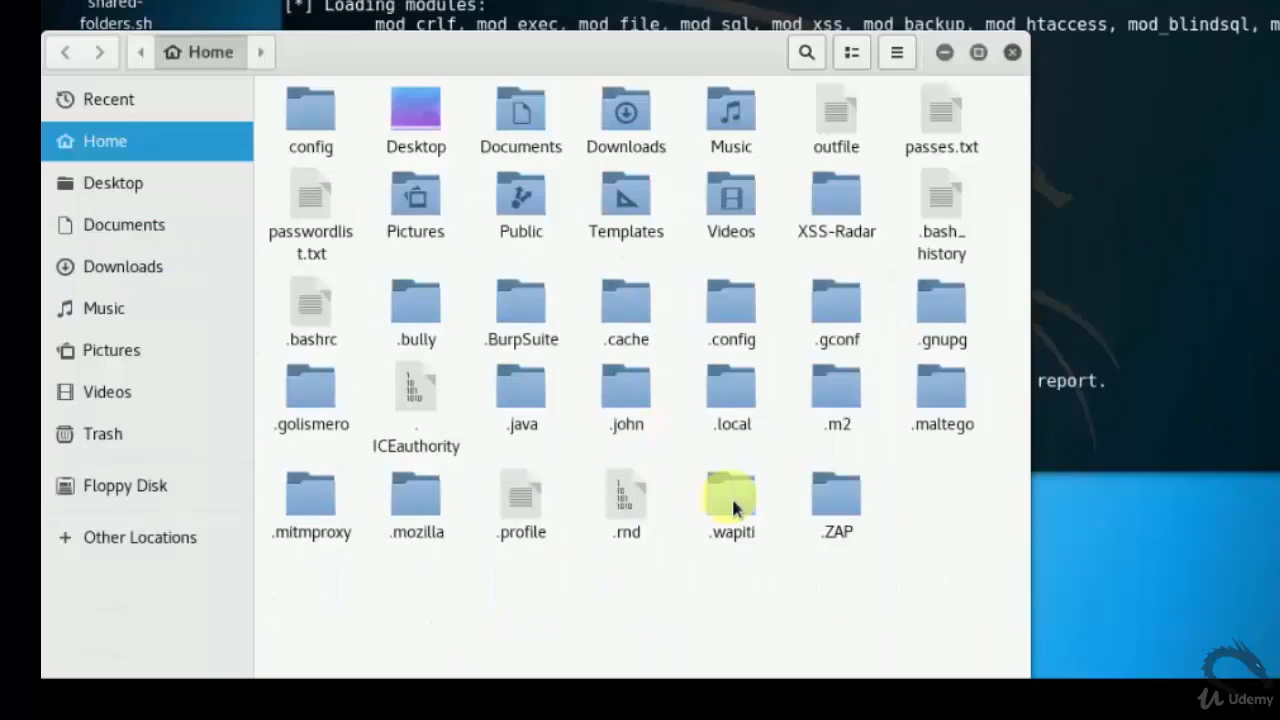 shared-
folders.sh
[*] Loading modules:
mod_crlf, mod_exec, mod_file, mod_sql, mod_xss, mod_backup, mod_htaccess, mod_blindsql, m
Home
Recent
Home
Desktop
Documents
Downloads
Music
Pictures
Videos
Trash
Floppy Disk
+ Other Locations
config Desktop Documents Downloads Music outfile passes.txt
passwordlis
t.txt
Pictures Public Templates Videos XSS-Radar
.bash_
history
.bashrc .bully .BurpSuite .cache .config .gconf .gnupg
.golismero
.
ICEauthority
.java .john .local .m2 .maltego
.mitmproxy .mozilla .profile .rnd .wapiti .ZAP
report.
Udemy